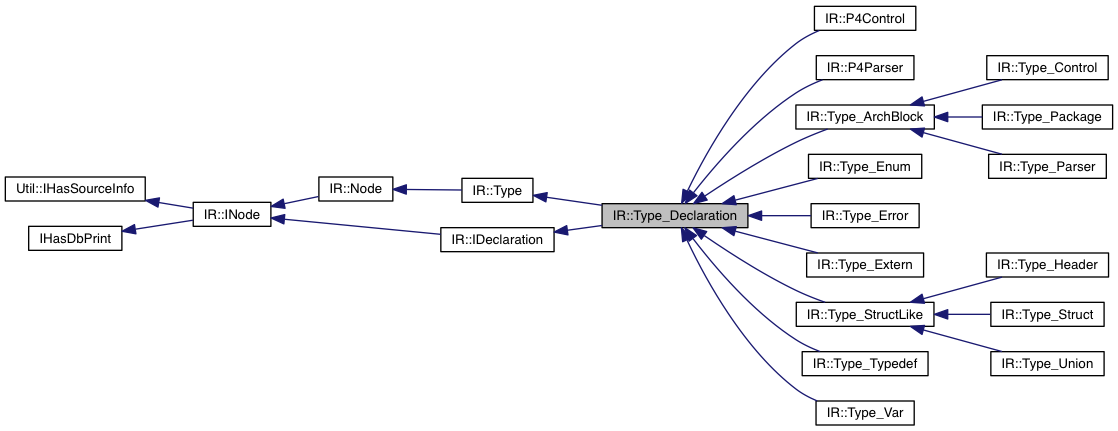 Util::IHasSourceInfo
IHasDbPrint
IR::INode
IR::Node
IR::Type
IR::IDeclaration
IR::Type_Declaration
IR::P4Control
IR::P4Parser
IR::Type_ArchBlock
IR::Type_Control
IR::Type_Package
IR::Type_Parser
IR::Type_Enum
IR::Type_Error
IR::Type_Extern
IR::Type_StructLike
IR::Type_Header
IR::Type_Struct
IR::Type_Union
IR::Type_Typedef
IR::Type_Var